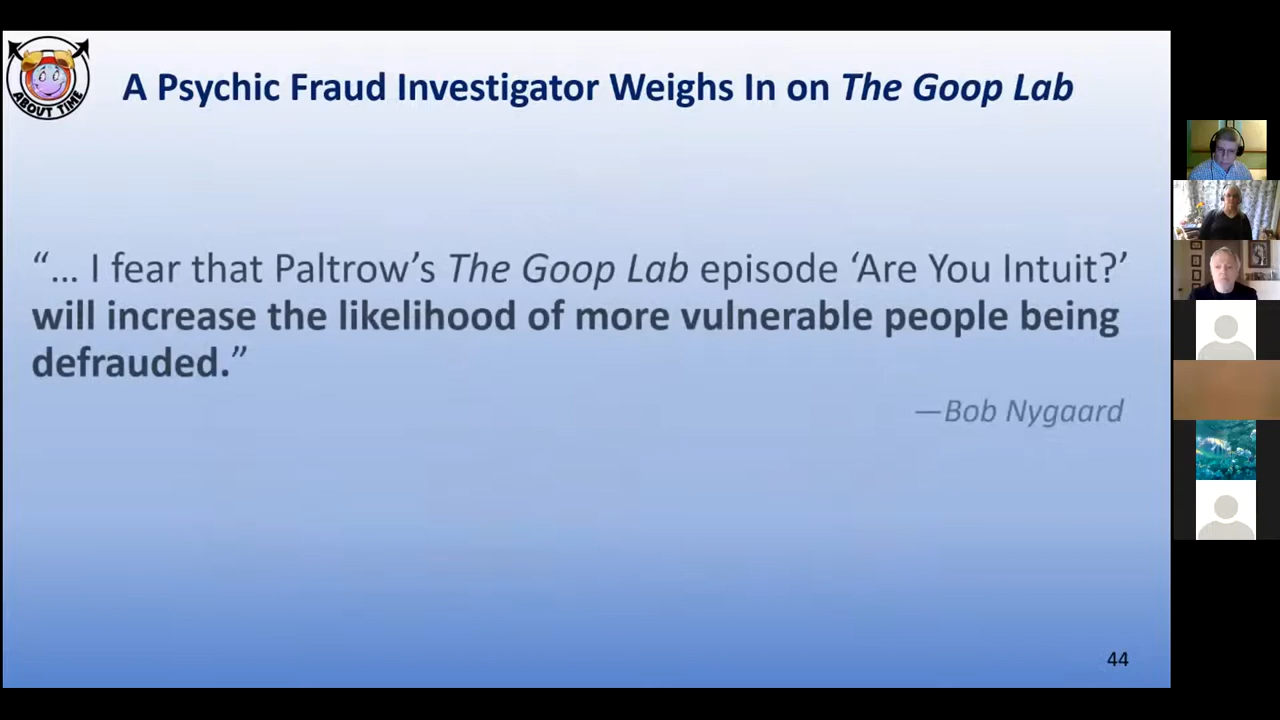 A Psychic Fraud Investigator Weighs In on The Goop Lab
ABOUT TIME
“… I fear that Paltrow’s The Goop Lab episode ‘Are You Intuit?’
will increase the likelihood of more vulnerable people being
defrauded.”
—Bob Nygaard
44